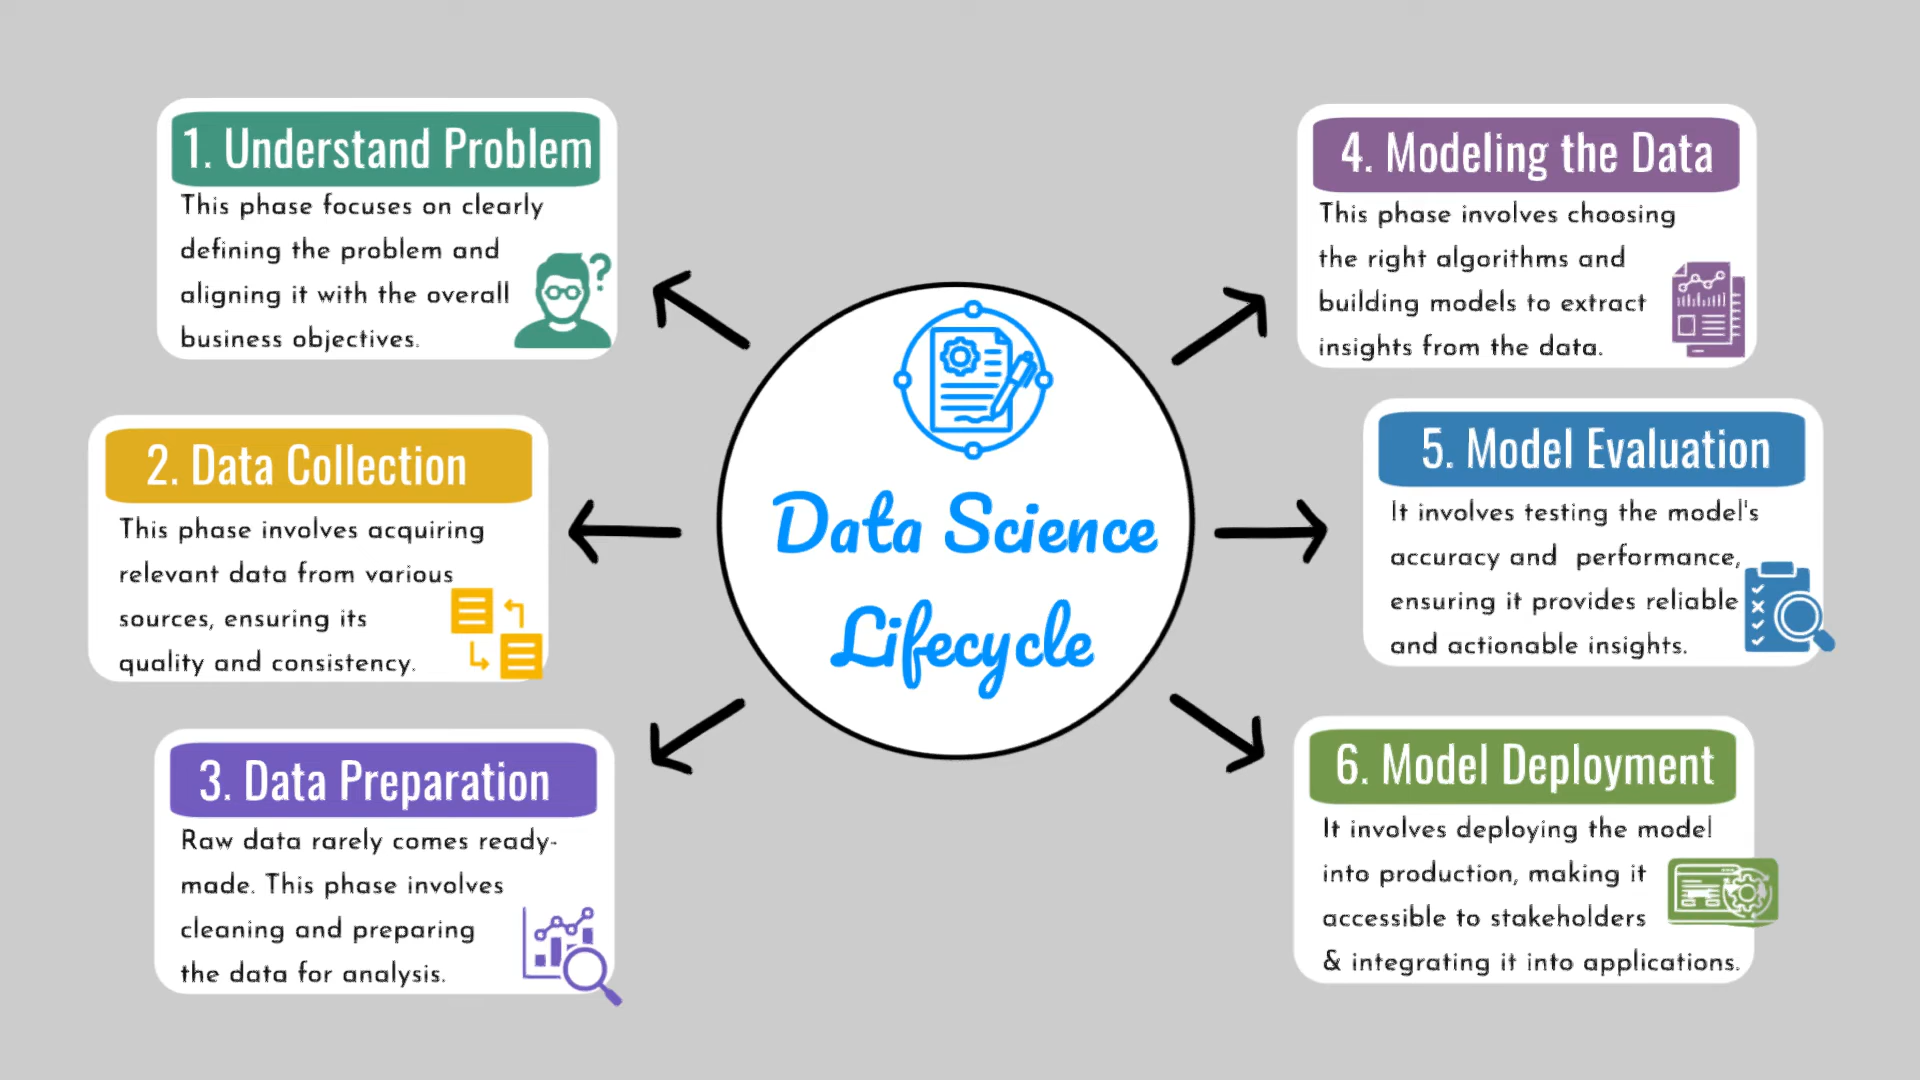 1. Understand Problem
This phase focuses on clearly
defining the problem and
aligning it with the overall
business objectives.
2. Data Collection
This phase involves acquiring
relevant data from various
sources, ensuring its
quality and consistency.
3. Data Preparation
Raw data rarely comes ready-
made. This phase involves
cleaning and preparing
the data for analysis.
Data Science
Lifecycle
4. Modeling the Data
This phase involves choosing
the right algorithms and
building models to extract
insights from the data.
5. Model Evaluation
It involves testing the model's
accuracy and performance,
ensuring it provides reliable
and actionable insights.
6. Model Deployment
It involves deploying the model
into production, making it
accessible to stakeholders
& integrating it into applications.